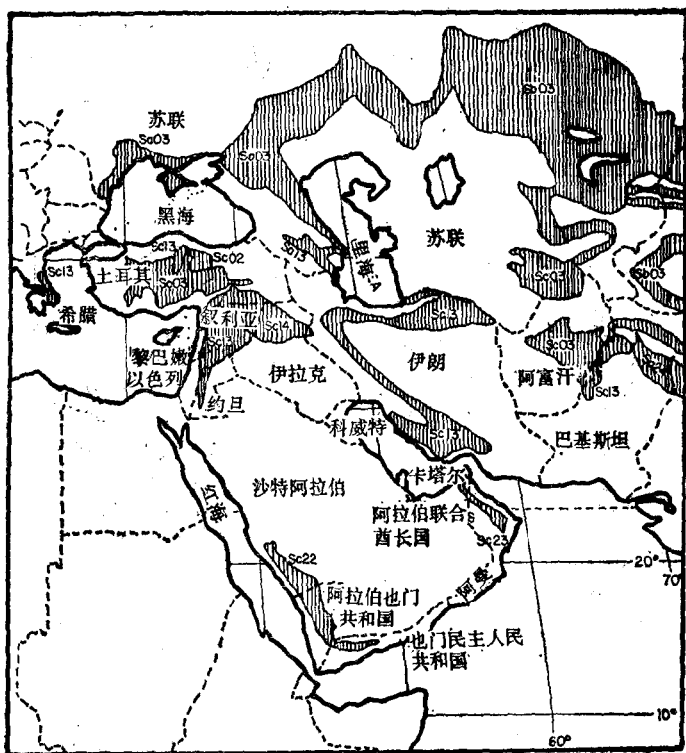 苏联
Sc03
Sc03
Sc03
黑海
苏联
里海
Sc13
Sc02
Sc13
Sc13
土耳其
Sc03
Sc03
Sc03
希腊
叙利亚
Sc14
Sc13
Sc13
黎巴嫩
以色列
伊拉克
伊朗
Sc03
阿富汗
Sc13
约旦
科威特
Sc13
巴基斯坦
卡塔尔
沙特阿拉伯
红海
阿拉伯联合
酋长国
Sc23
Sc22
20°
70°
阿曼
阿拉伯也门
共和国
也门民主人民
共和国
10°
60°